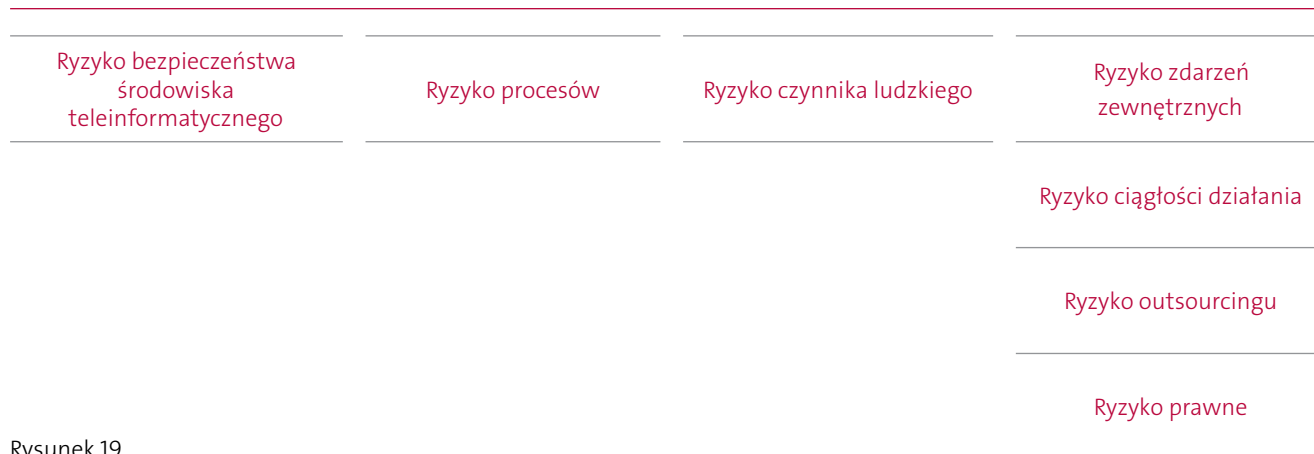 Ryzyko bezpieczeństwa
środowiska
teleinformatycznego
Ryzyko procesów
Ryzyko czynnika ludzkiego
Ryzyko zdarzeń
zewnętrznych
Ryzyko ciągłości działania
Ryzyko outsourcingu
Ryzyko prawne
Rysunek 19